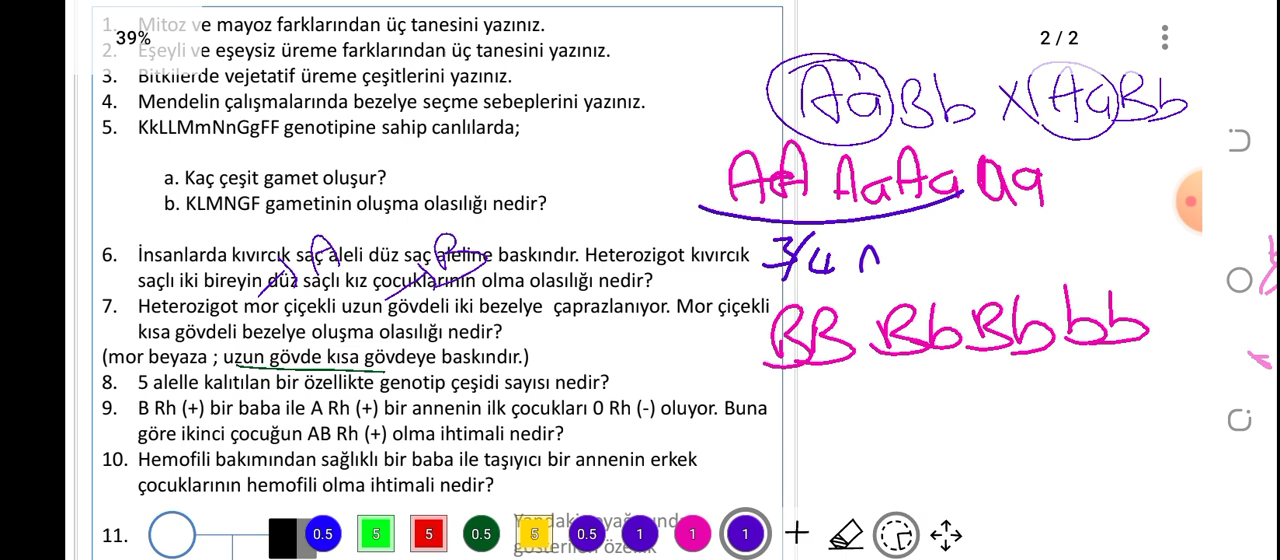 1. Mitoz ve mayoz farklarından üç tanesini yazınız.
39%
2 / 2
2. Eşeyli ve eşeysiz üreme farklarından üç tanesini yazınız.
3. Bitkilerde vejetatif üreme çeşitlerini yazınız.
4. Mendelin çalışmalarında bezelye seçme sebeplerini yazınız.
AaBb X AaBb
5. KkLLMmNnGgFF genotipine sahip canlılarda;
a. Kaç çeşit gamet oluşur?
b. KLMNGF gametinin oluşma olasılığı nedir?
AA Aa Aa aa
A B
6. İnsanlarda kıvırcık saç aleli düz saç aleline baskındır. Heterozigot kıvırcık
saçlı iki bireyin düz saçlı kız çocuklarının olma olasılığı nedir?
3/4
7. Heterozigot mor çiçekli uzun gövdeli iki bezelye çaprazlanıyor. Mor çiçekli
kısa gövdeli bezelye oluşma olasılığı nedir?
BB Bb Bb bb
(mor beyaza ; uzun gövde kısa gövdeye baskındır.)
8. 5 alelle kalıtılan bir özellikte genotip çeşidi sayısı nedir?
9. B Rh (+) bir baba ile A Rh (+) bir annenin ilk çocukları 0 Rh (-) oluyor. Buna
göre ikinci çocuğun AB Rh (+) olma ihtimali nedir?
10. Hemofili bakımından sağlıklı bir baba ile taşıyıcı bir annenin erkek
çocuklarının hemofili olma ihtimali nedir?
11.
0.5 5 5 0.5 5 0.5 1 1 1